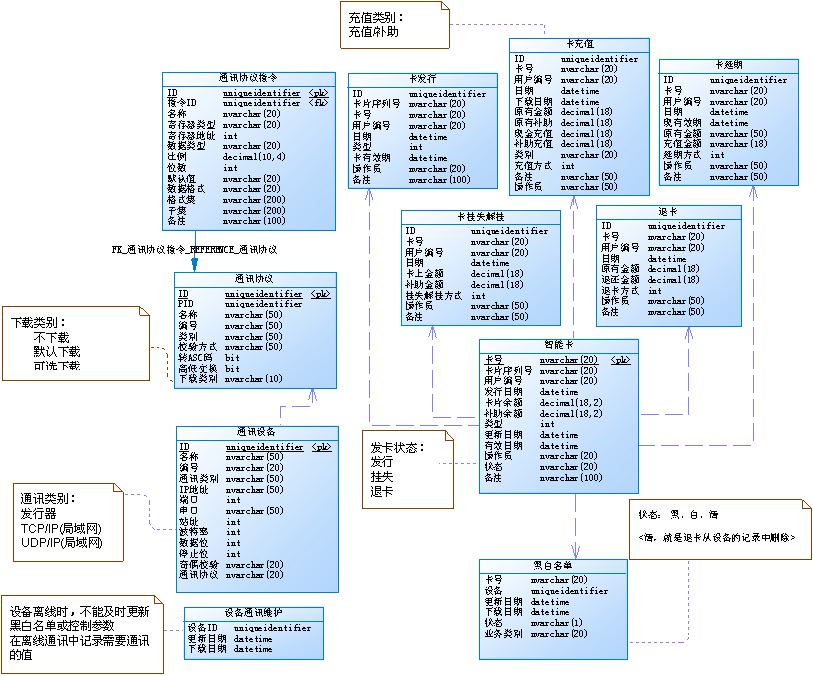 充值类别：
充值/补助
通讯协议指令
ID uniqueidentifier <pk>
指令ID uniqueidentifier <fk>
名称 nvarchar(20)
寄存器类型 nvarchar(20)
寄存器地址 int
数据类型 nvarchar(20)
比例 decimal(10,4)
位数 int
默认值 nvarchar(20)
数据格式 nvarchar(20)
格式集 nvarchar(200)
子集 nvarchar(200)
备注 nvarchar(100)
卡发行
ID uniqueidentifier
卡片序列号 nvarchar(20)
卡号 nvarchar(20)
用户编号 nvarchar(20)
日期 datetime
类型 int
卡有效期 datetime
操作员 nvarchar(20)
备注 nvarchar(100)
卡充值
ID uniqueidentifier
卡号 nvarchar(20)
用户编号 nvarchar(20)
日期 datetime
下载日期 datetime
原有金额 decimal(18)
原有补助 decimal(18)
现金充值 decimal(18)
补助充值 decimal(18)
类别 nvarchar(20)
充值方式 int
备注 nvarchar(50)
操作员 nvarchar(50)
卡延期
ID uniqueidentifier
卡号 nvarchar(20)
用户编号 nvarchar(20)
日期 datetime
现有效期 datetime
原有金额 nvarchar(50)
充值金额 nvarchar(18)
延期方式 int
操作员 nvarchar(50)
备注 nvarchar(50)
FK_通讯协议指令_REFERENCE_通讯协议
卡挂失解挂
ID uniqueidentifier
卡号 nvarchar(20)
用户编号 nvarchar(20)
日期 datetime
卡上金额 decimal(18)
补助金额 decimal(18)
挂失解挂方式 int
操作员 nvarchar(50)
备注 nvarchar(50)
退卡
ID uniqueidentifier
卡号 nvarchar(20)
用户编号 nvarchar(20)
日期 datetime
原有金额 decimal(18)
退还金额 decimal(18)
退卡方式 int
操作员 nvarchar(50)
备注 nvarchar(50)
下载类别：
不下载
默认下载
可选下载
通讯协议
ID uniqueidentifier <pk>
PID uniqueidentifier
名称 nvarchar(50)
编号 nvarchar(50)
类别 nvarchar(50)
校验方式 nvarchar(50)
转ASC码 bit
高低变换 bit
下载类别 nvarchar(10)
智能卡
卡号 nvarchar(20) <pk>
卡片序列号 nvarchar(20)
用户编号 nvarchar(20)
发行日期 datetime
卡片余额 decimal(18,2)
补助余额 decimal(18,2)
类型 int
更新日期 datetime
有效日期 datetime
操作员 nvarchar(20)
状态 nvarchar(20)
备注 nvarchar(100)
发卡状态：
发行
挂失
退卡
通讯设备
ID uniqueidentifier <pk>
名称 nvarchar(50)
编号 nvarchar(20)
通讯类别 nvarchar(50)
IP地址 nvarchar(50)
端口 int
串口 nvarchar(50)
站址 int
波特率 int
数据位 int
停止位 int
奇偶校验 nvarchar(20)
通讯协议 nvarchar(20)
通讯类别：
发行器
TCP/IP(局域网)
UDP/IP(局域网)
状态：黑、白、清
<清，就是退卡从设备的记录中删除>
黑白名单
卡号 nvarchar(20)
设备 uniqueidentifier
更新日期 datetime
下载日期 datetime
状态 nvarchar(1)
业务类别 nvarchar(20)
设备离线时，不能及时更新
黑白名单或控制参数
在离线通讯中记录需要通讯
的值
设备通讯维护
设备ID uniqueidentifier
更新日期 datetime
下载日期 datetime